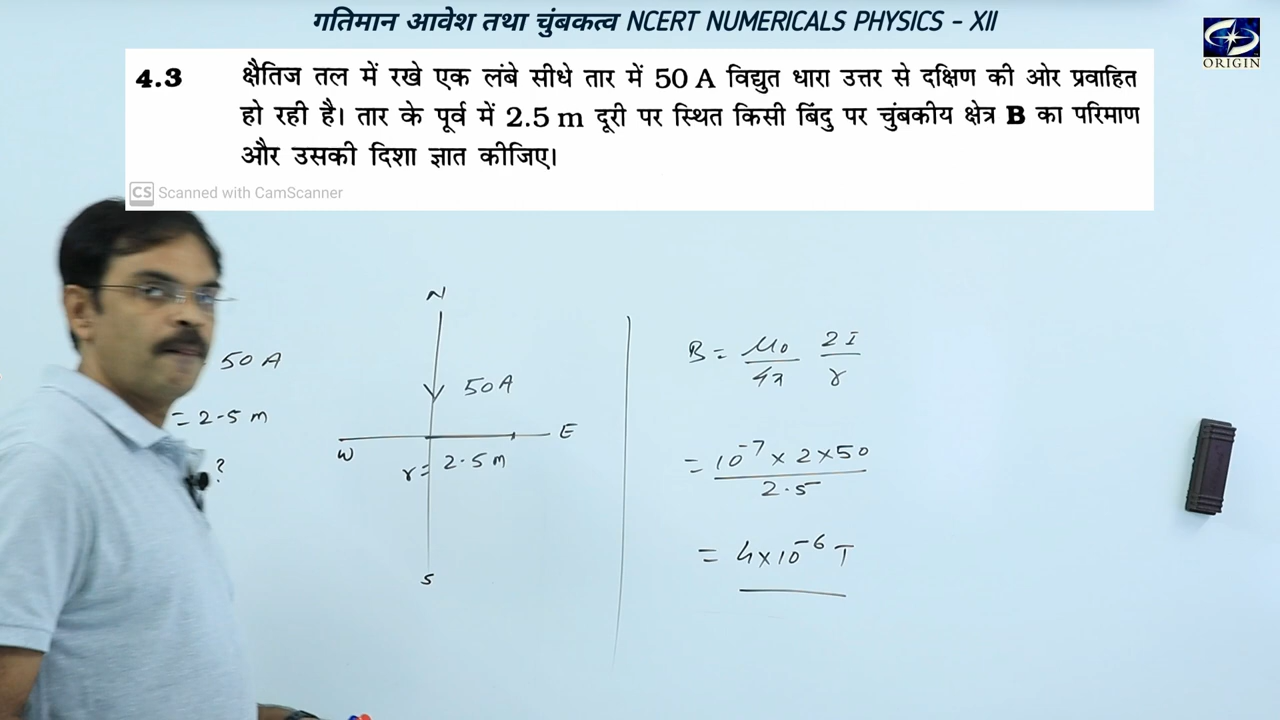 गतिमान आवेश तथा चुंबकत्व NCERT NUMERICALS PHYSICS - XII
ORIGIN
4.3 क्षैतिज तल में रखे एक लंबे सीधे तार में 50 A विद्युत धारा उत्तर से दक्षिण की ओर प्रवाहित
हो रही है। तार के पूर्व में 2.5 m दूरी पर स्थित किसी बिंदु पर चुंबकीय क्षेत्र B का परिमाण
और उसकी दिशा ज्ञात कीजिए।
CS Scanned with CamScanner
50 A
= 2.5 m
?
N
50A
W
E
r = 2.5 m
S
B = μ0/4π 2I/r
= 10⁻⁷ × 2 × 50
2.5
= 4×10⁻⁶ T